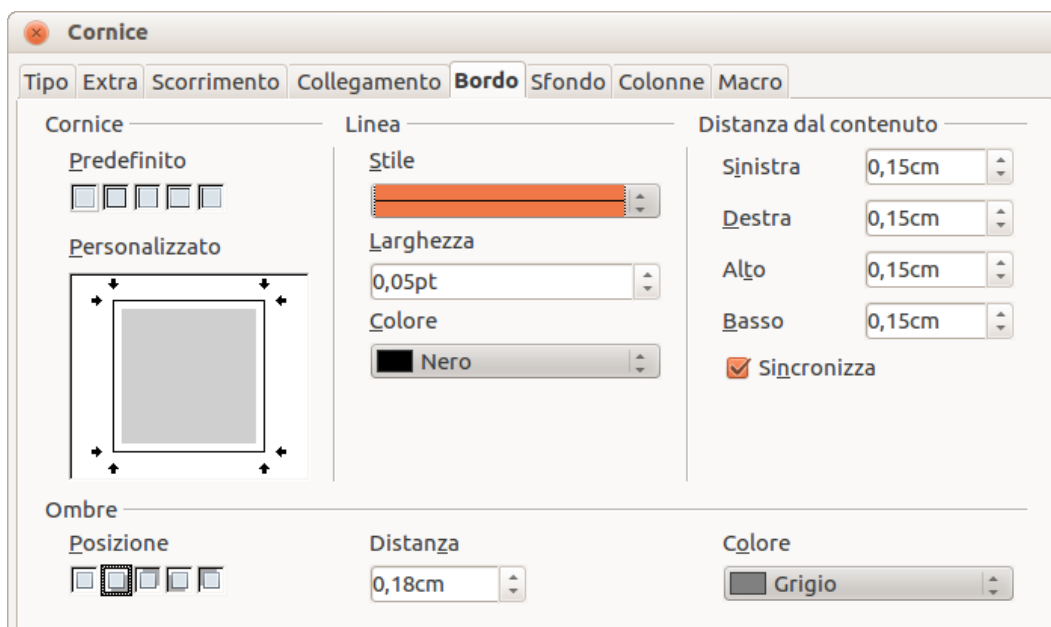 Cornice
Tipo Extra Scorrimento Collegamento Bordo Sfondo Colonne Macro
Cornice
Predefinito
Personalizzato
Linea
Stile
Larghezza
0,05pt
Colore
Nero
Distanza dal contenuto
Sinistra 0,15cm
Destra 0,15cm
Alto 0,15cm
Basso 0,15cm
Sincronizza
Ombre
Posizione
Distanza
0,18cm
Colore
Grigio